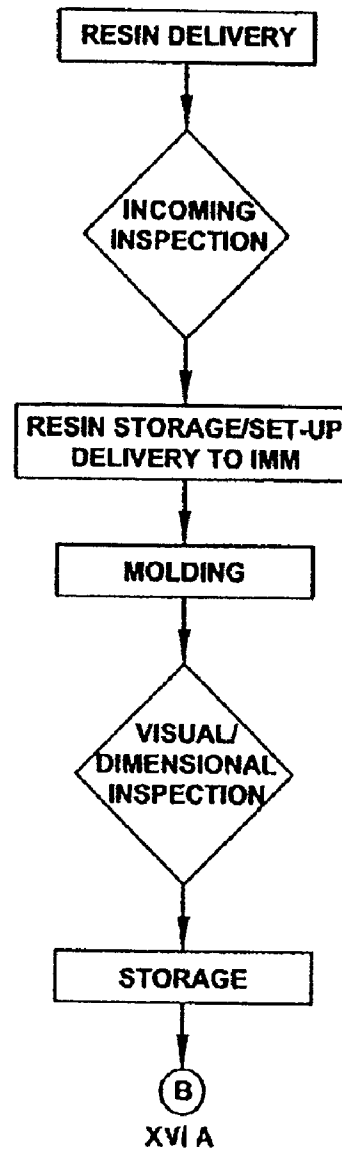 RESIN DELIVERY
INCOMING
INSPECTION
RESIN STORAGE/SET-UP
DELIVERY TO IMM
MOLDING
VISUAL/
DIMENSIONAL
INSPECTION
STORAGE
B
XVI A